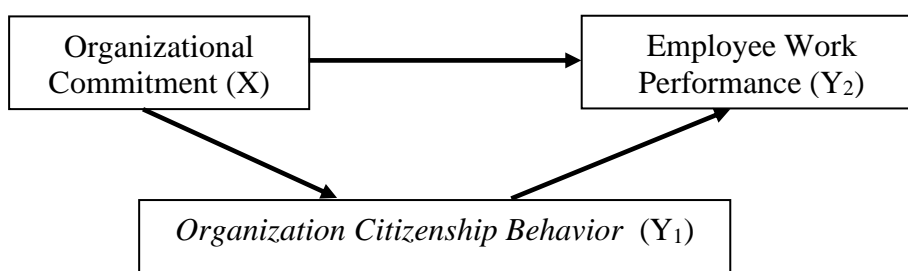 Organizational
Commitment (X)
Employee Work
Performance (Y₂)
Organization Citizenship Behavior (Y₁)